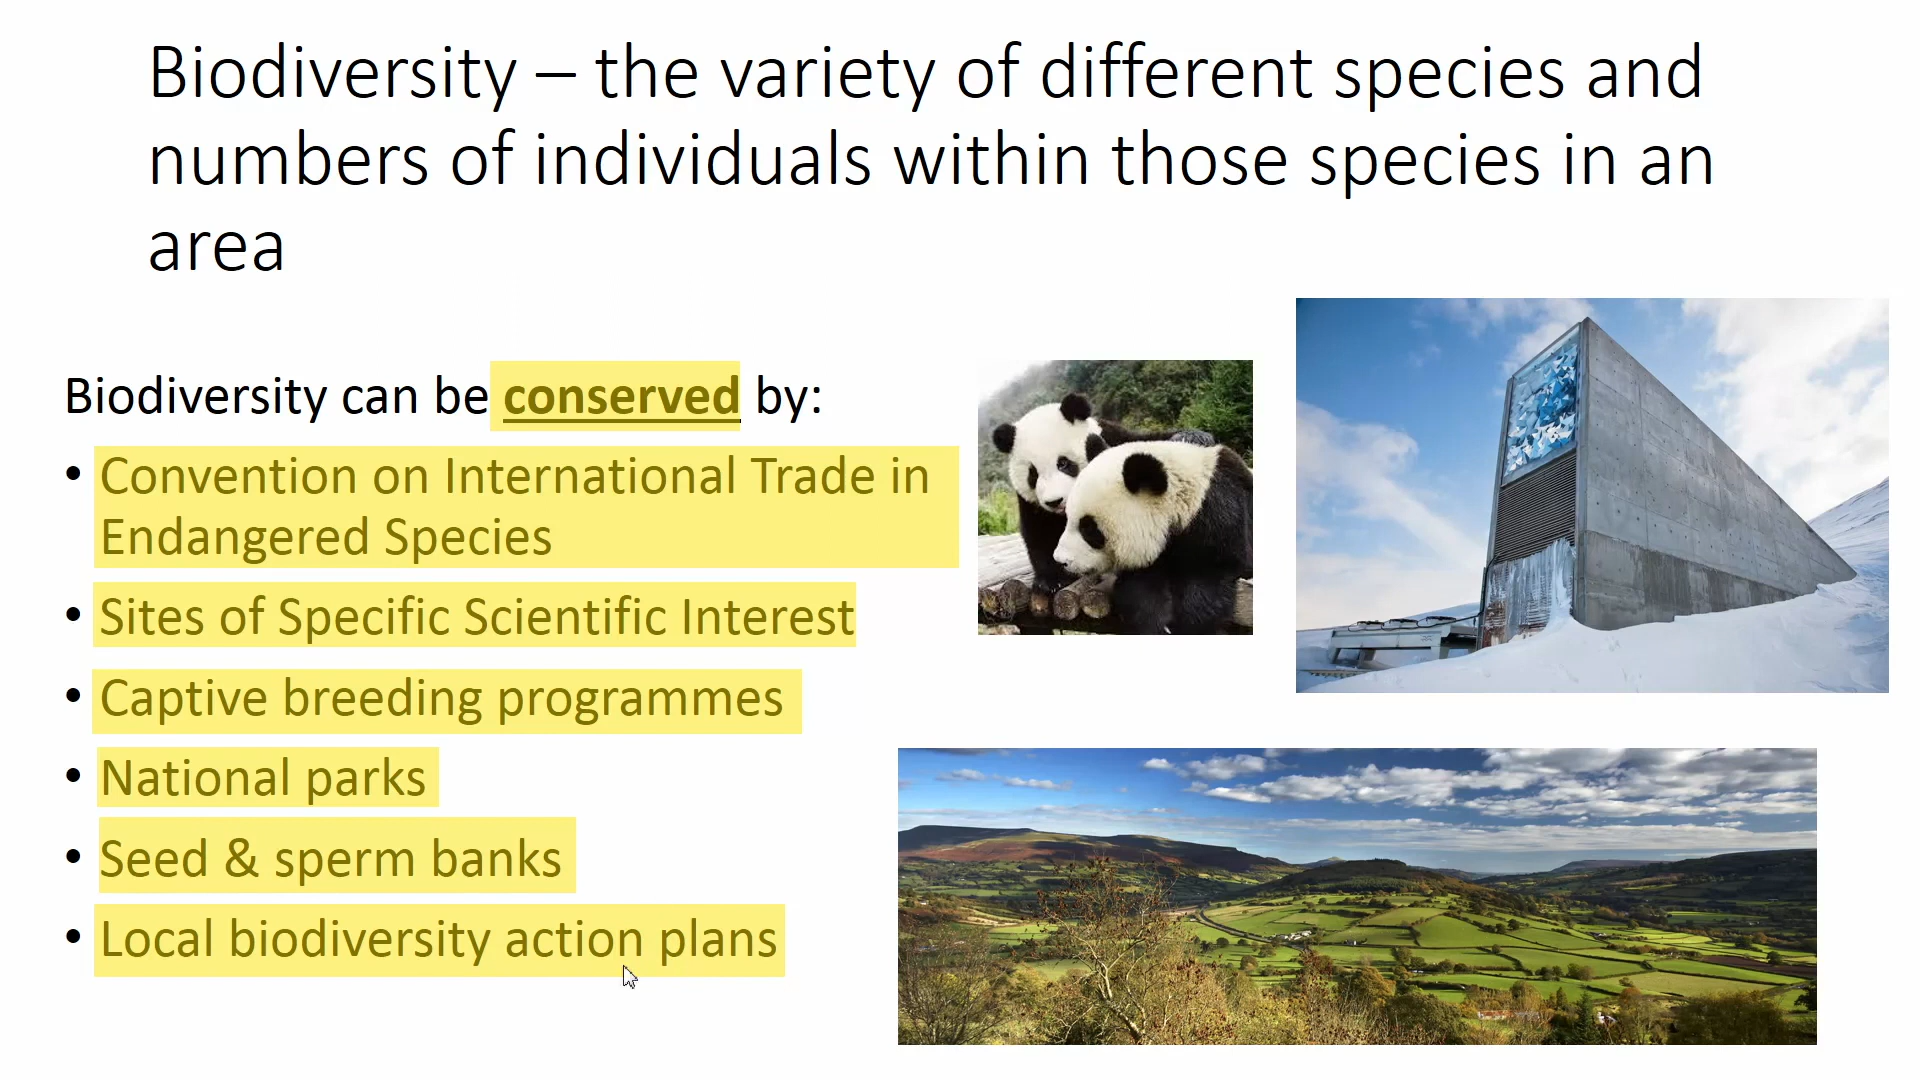 Biodiversity – the variety of different species and
numbers of individuals within those species in an
area
Biodiversity can be conserved by:
• Convention on International Trade in
Endangered Species
• Sites of Specific Scientific Interest
• Captive breeding programmes
• National parks
• Seed & sperm banks
• Local biodiversity action plans